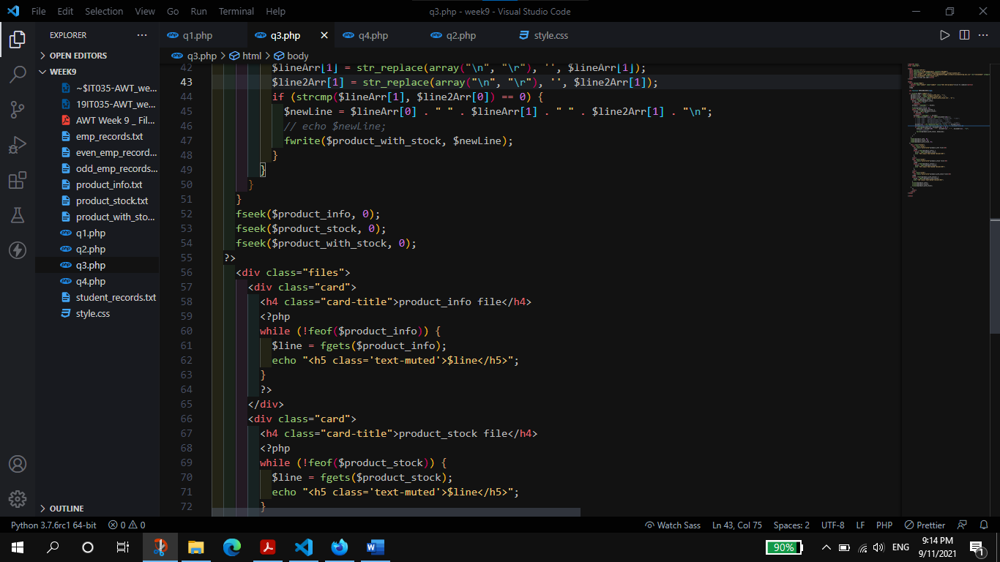 File Edit Selection View Go Run Terminal Help q3.php - week9 - Visual Studio Code
EXPLORER ···
q1.php q3.php q4.php q2.php style.css
OPEN EDITORS
WEEK9
~$IT035-AWT_we...
19IT035-AWT_we...
AWT Week 9 _ Fil...
emp_records.txt
even_emp_record...
odd_emp_records...
product_info.txt
product_stock.txt
product_with_sto...
q1.php
q2.php
q3.php
q4.php
student_records.txt
style.css
OUTLINE
q3.php > html > body
42 $lineArr[1] = str_replace(array("\n", "\r"), '', $lineArr[1]);
43 $line2Arr[1] = str_replace(array("\n", "\r"), '', $line2Arr[1]);
44 if (strcmp($lineArr[1], $line2Arr[0]) == 0) {
45 $newLine = $lineArr[0] . " " . $lineArr[1] . " " . $line2Arr[1] . "\n";
46 // echo $newLine;
47 fwrite($product_with_stock, $newLine);
48 }
49 }
50 }
51 }
52 fseek($product_info, 0);
53 fseek($product_stock, 0);
54 fseek($product_with_stock, 0);
55 ?>
56 <div class="files">
57 <div class="card">
58 <h4 class="card-title">product_info file</h4>
59 <?php
60 while (!feof($product_info)) {
61 $line = fgets($product_info);
62 echo "<h5 class='text-muted'>$line</h5>";
63 }
64 ?>
65 </div>
66 <div class="card">
67 <h4 class="card-title">product_stock file</h4>
68 <?php
69 while (!feof($product_stock)) {
70 $line = fgets($product_stock);
71 echo "<h5 class='text-muted'>$line</h5>";
72 }
Python 3.7.6rc1 64-bit 0 0 Watch Sass Ln 43, Col 75 Spaces: 2 UTF-8 LF PHP Prettier
90% ENG 9:14 PM
9/11/2021 1